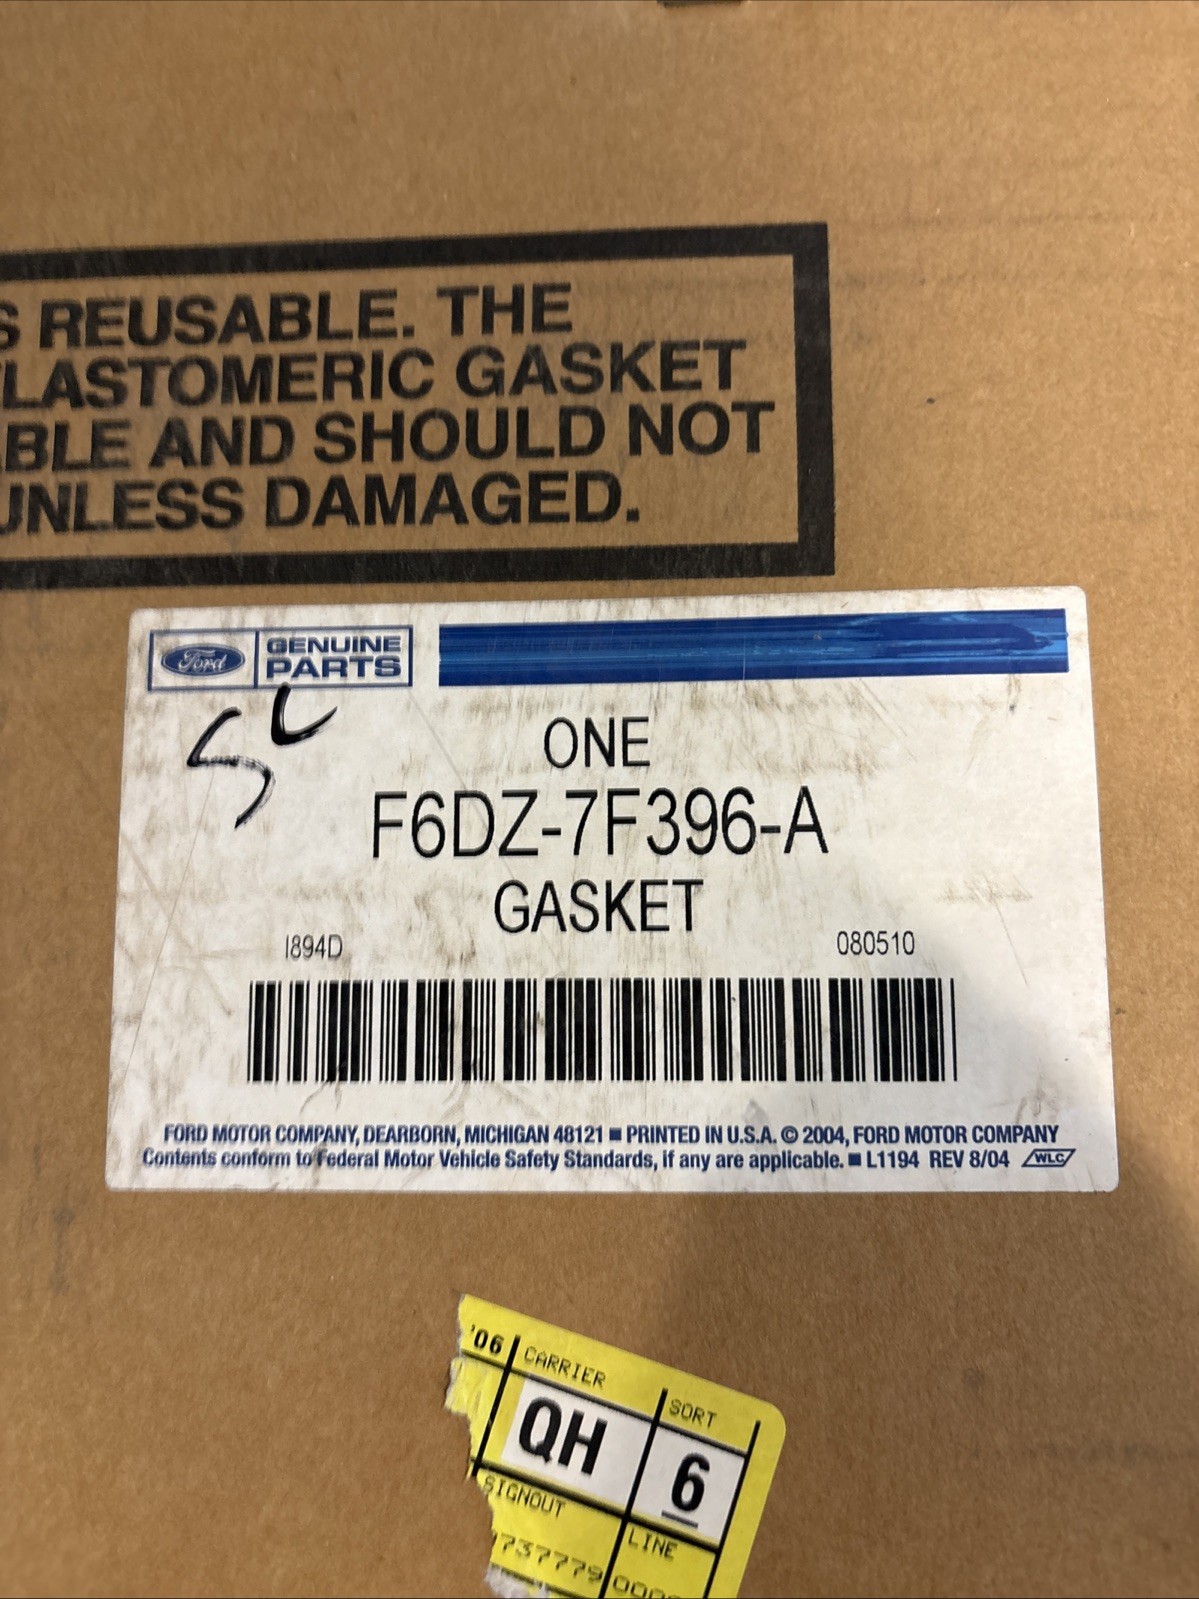 S REUSABLE. THE
LASTOMERIC GASKET
BLE AND SHOULD NOT
UNLESS DAMAGED.
Ford GENUINE
PARTS
ONE
F6DZ-7F396-A
GASKET
I894D 080510
FORD MOTOR COMPANY, DEARBORN, MICHIGAN 48121 ■ PRINTED IN U.S.A. © 2004, FORD MOTOR COMPANY
Contents conform to Federal Motor Vehicle Safety Standards, if any are applicable. ■ L1194 REV 8/04 WLC
'06 CARRIER SORT
QH 6
SIGNOUT LINE
737779